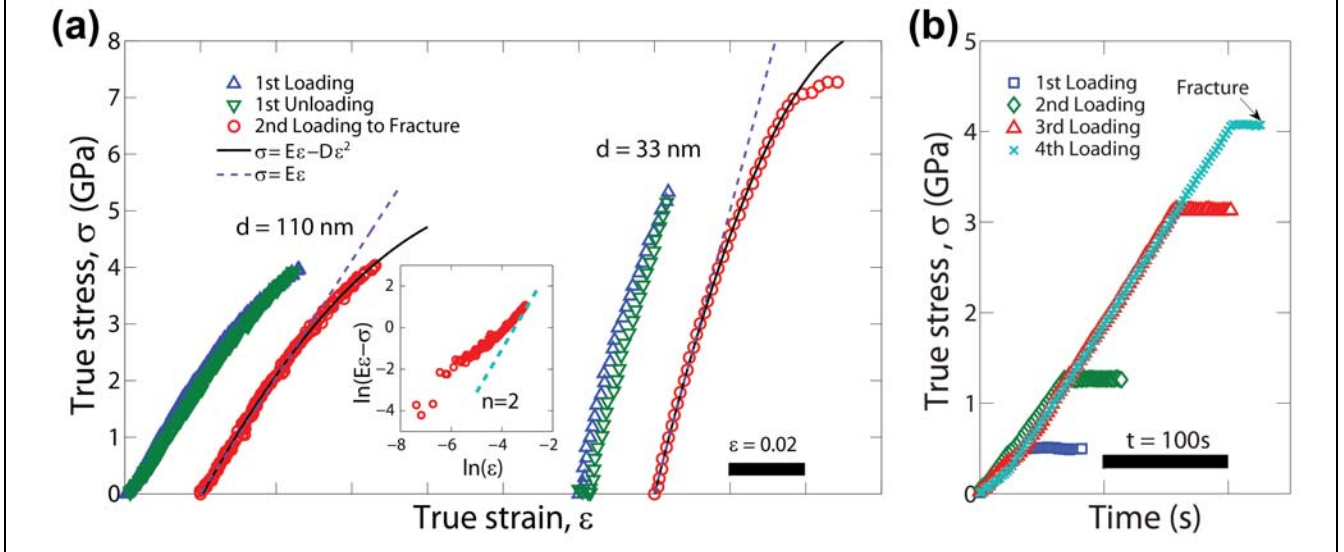 (a)
8
7
6
5
4
3
2
1
0
True stress, σ (GPa)
1st Loading
1st Unloading
2nd Loading to Fracture
σ= Eε−Dε²
σ= Eε
d = 110 nm
d = 33 nm
2
0
−2
−4
ln(Eε−σ)
n=2
−8
−6
−4
−2
ln(ε)
ε = 0.02
True strain, ε
(b)
5
4
3
2
1
0
True stress , σ (GPa)
1st Loading
2nd Loading
3rd Loading
4th Loading
Fracture
t = 100s
Time (s)